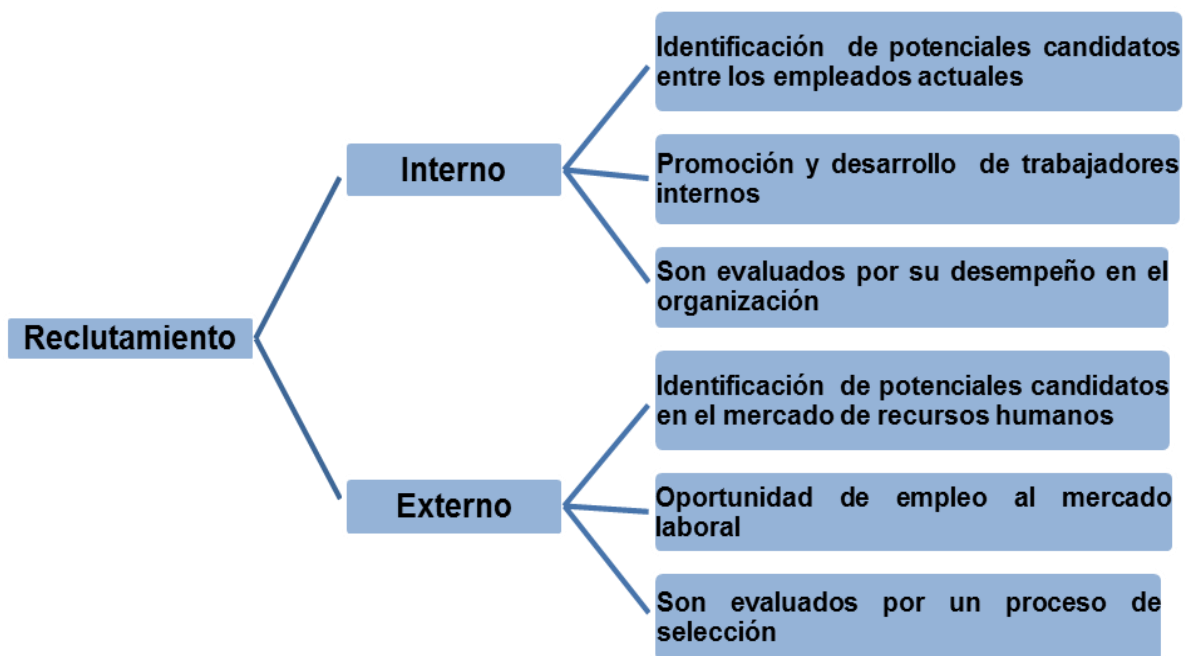 Reclutamiento
Interno
Identificación de potenciales candidatos
entre los empleados actuales
Promoción y desarrollo de trabajadores
internos
Son evaluados por su desempeño en el
organización
Externo
Identificación de potenciales candidatos
en el mercado de recursos humanos
Oportunidad de empleo al mercado
laboral
Son evaluados por un proceso de
selección